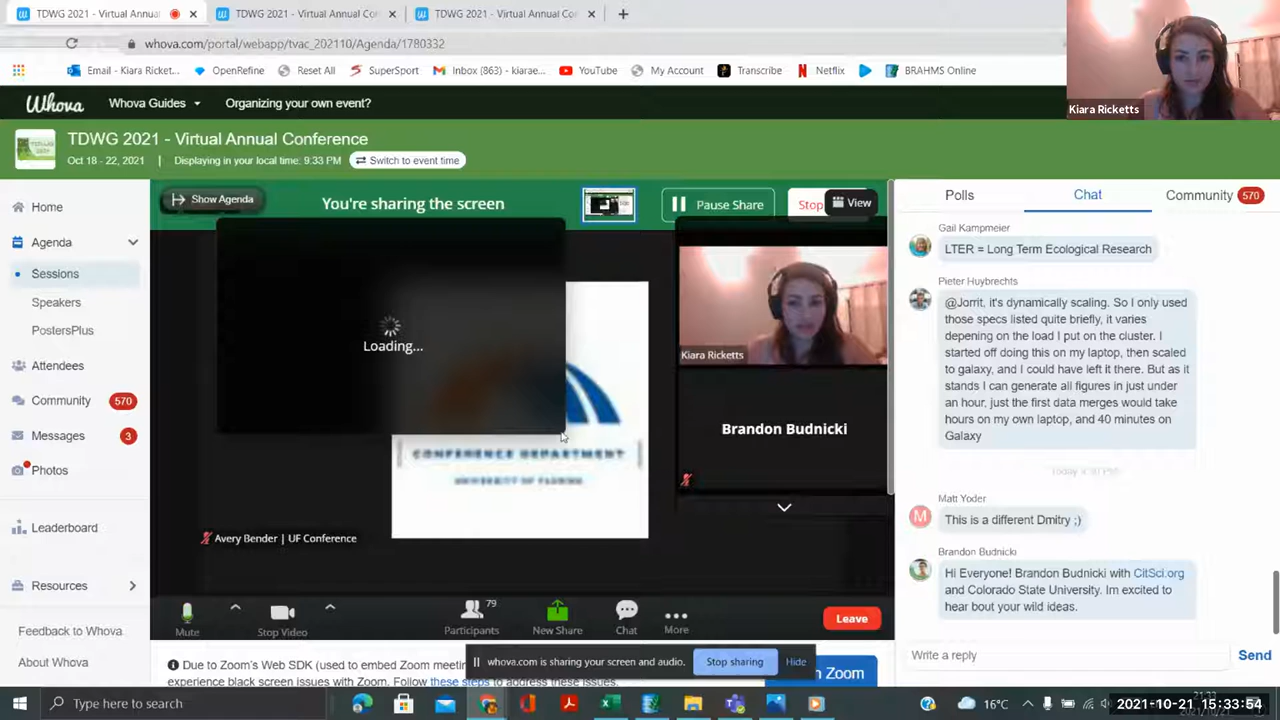 TDWG 2021 - Virtual Annual
TDWG 2021 - Virtual Annual Co
TDWG 2021 - Virtual Annual Co
whova.com/portal/webapp/tvac_202110/Agenda/1780332
Email - Kiara Ricket...
OpenRefine
Reset All
SuperSport
Inbox (863) - kiarae...
YouTube
My Account
Transcribe
Netflix
BRAHMS Online
Kiara Ricketts
Whova
Whova Guides
Organizing your own event?
TDWG 2021 - Virtual Annual Conference
Oct 18 - 22, 2021 | Displaying in your local time: 9:33 PM
Switch to event time
Home
Agenda
Sessions
Speakers
PostersPlus
Attendees
Community 570
Messages 3
Photos
Leaderboard
Resources
Feedback to Whova
About Whova
Show Agenda
You're sharing the screen
Pause Share
Stop
View
Loading...
CONFERENCE DEPARTMENT
UNIVERSITY OF FLORIDA
Avery Bender | UF Conference
Kiara Ricketts
Brandon Budnicki
Mute
Stop Video
Participants 79
New Share
Chat
More
Leave
Due to Zoom's Web SDK (used to embed Zoom meetin
experience black screen issues with Zoom. Follow these steps to address these issues.
n Zoom
whova.com is sharing your screen and audio.
Stop sharing
Hide
Polls
Chat
Community 570
Gail Kampmeier
LTER = Long Term Ecological Research
Pieter Huybrechts
@Jorrit, it's dynamically scaling. So I only used
those specs listed quite briefly, it varies
depening on the load I put on the cluster. I
started off doing this on my laptop, then scaled
to galaxy, and I could have left it there. But as it
stands I can generate all figures in just under
an hour, just the first data merges would take
hours on my own laptop, and 40 minutes on
Galaxy
Matt Yoder
M
This is a different Dmitry ;)
Brandon Budnicki
Hi Everyone! Brandon Budnicki with CitSci.org
and Colorado State University. Im excited to
hear bout your wild ideas.
Write a reply
Send
Type here to search
16°C
2021-10-21 15:33:54